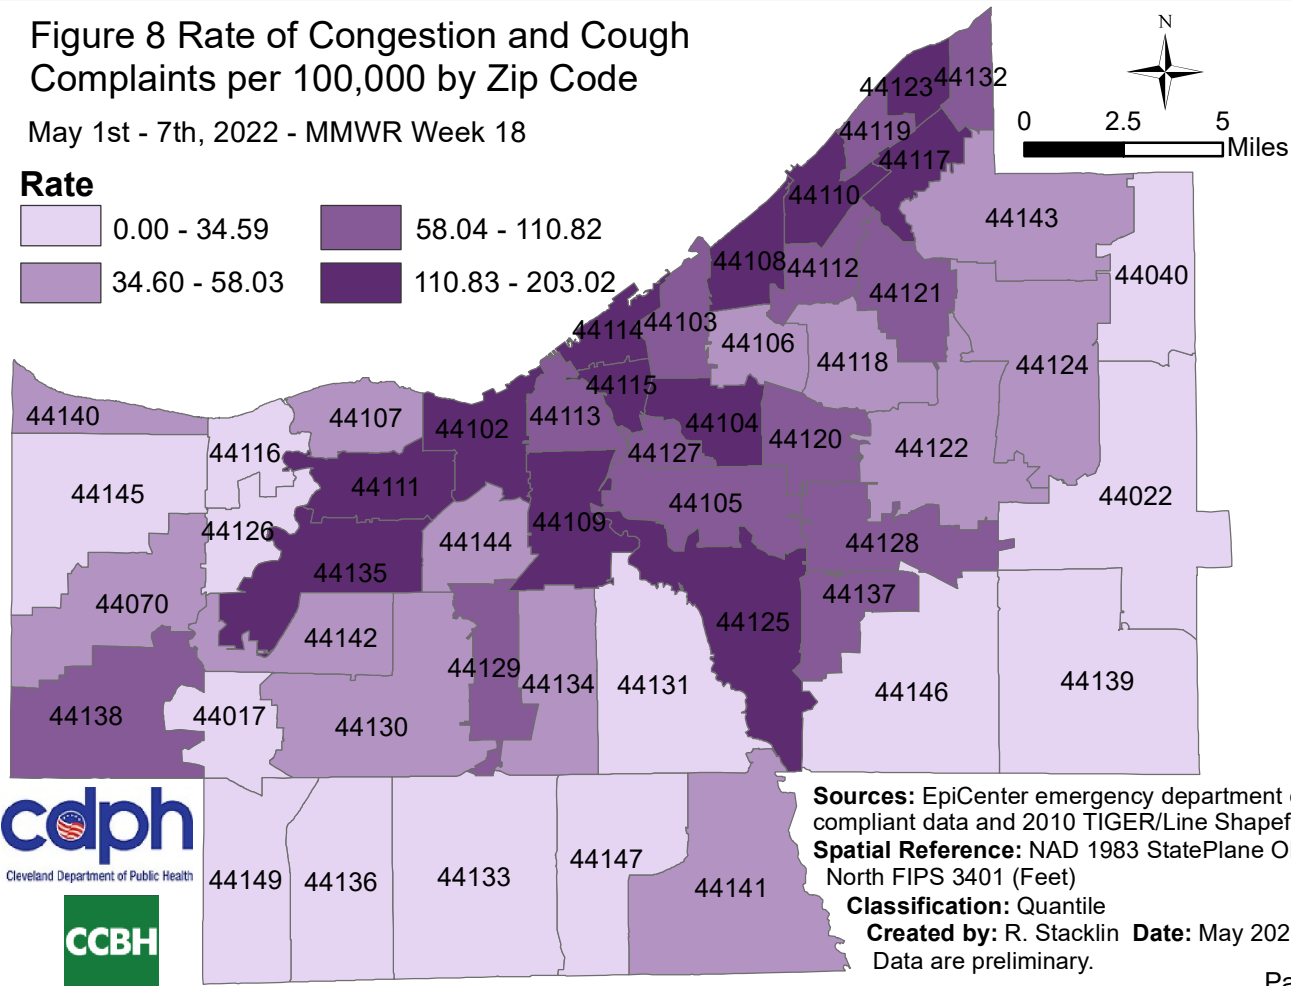 Figure 8 Rate of Congestion and Cough
Complaints per 100,000 by Zip Code
May 1st - 7th, 2022 - MMWR Week 18
Rate
0.00 - 34.59
58.04 - 110.82
34.60 - 58.03
110.83 - 203.02
N
0 2.5 5
Miles
44132
44123
44119
44117
44110
44143
44108
44112
44040
44121
44114
44103
44106
44118
44124
44115
44140
44107
44102
44113
44104
44120
44116
44127
44122
44145
44111
44105
44022
44126
44109
44144
44128
44135
44137
44070
44125
44142
44129
44134
44131
44146
44139
44138
44017
44130
44149
44136
44133
44147
44141
cdph
Cleveland Department of Public Health
CCBH
Sources: EpiCenter emergency department
compliant data and 2010 TIGER/Line
Spatial Reference: NAD 1983 StatePlane
North FIPS 3401 (Feet)
Classification: Quantile
Created by: R. Stacklin Date: May
Data are preliminary.